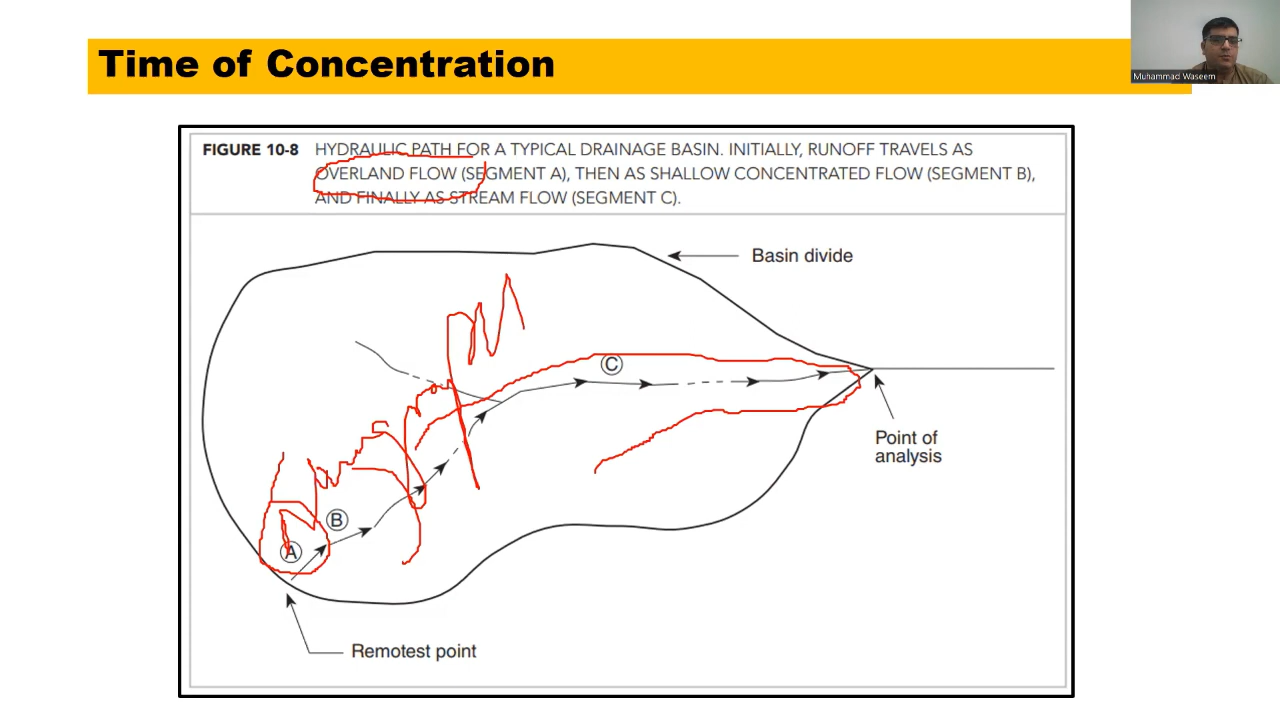 Time of Concentration
Muhammad Waseem
FIGURE 10-8 HYDRAULIC PATH FOR A TYPICAL DRAINAGE BASIN. INITIALLY, RUNOFF TRAVELS AS
OVERLAND FLOW (SEGMENT A), THEN AS SHALLOW CONCENTRATED FLOW (SEGMENT B),
AND FINALLY AS STREAM FLOW (SEGMENT C).
Basin divide
C
Point of
analysis
B
A
Remotest point